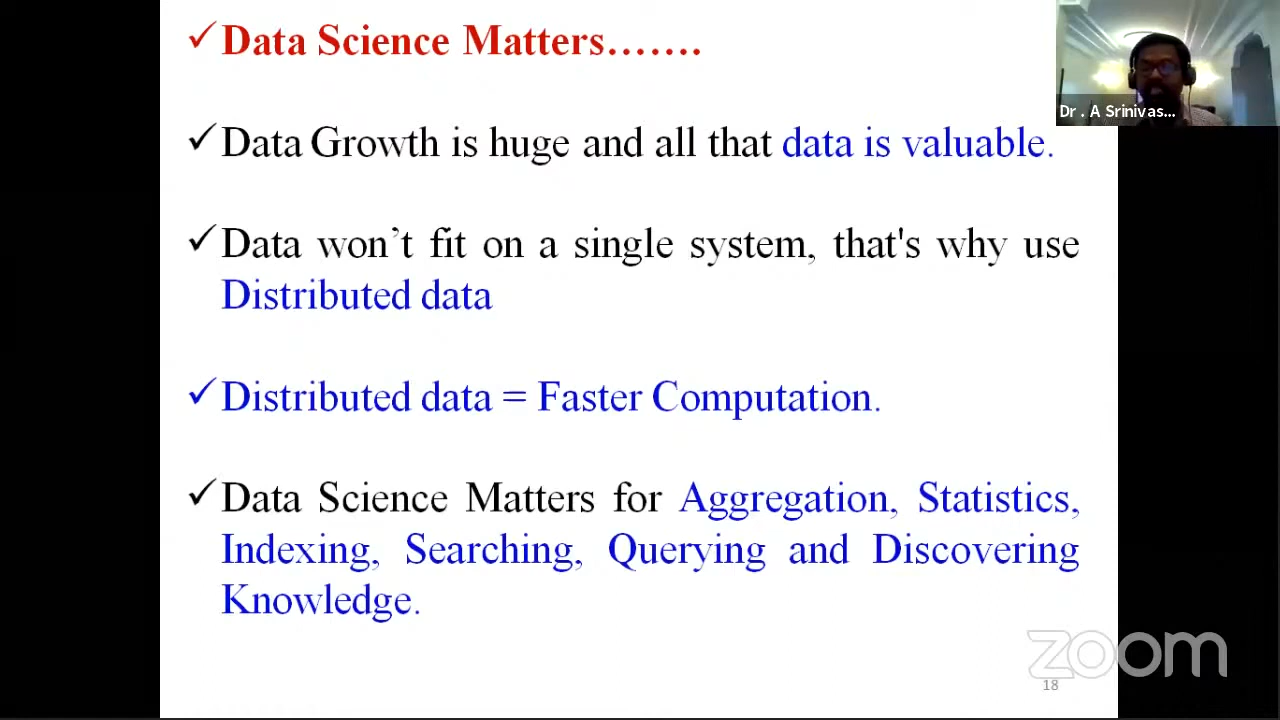 ✓Data Science Matters.......
✓Data Growth is huge and all that data is valuable.
✓Data won’t fit on a single system, that's why use
Distributed data
✓Distributed data = Faster Computation.
✓Data Science Matters for Aggregation, Statistics,
Indexing, Searching, Querying and Discovering
Knowledge.
Dr . A Srinivas...
zoom
18